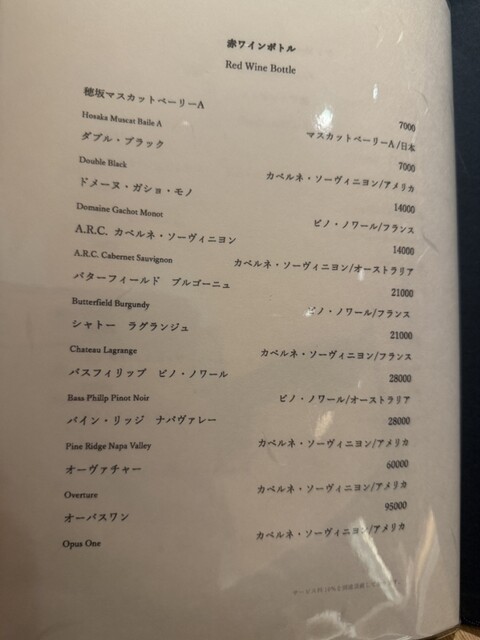 赤ワインボトル
Red Wine Bottle
穂坂マスカットベーリーA 7000
Hosaka Muscat Baile A マスカットベーリーA/日本
ダブル・ブラック 7000
Double Black カベルネ・ソーヴィニヨン/アメリカ
ドメーヌ・ガショ・モノ 14000
Domaine Gachot Monot ピノ・ノワール/フランス
A.R.C. カベルネ・ソーヴィニヨン 14000
A.R.C. Cabernet Sauvignon カベルネ・ソーヴィニヨン/オーストラリア
バターフィールド ブルゴーニュ 21000
Butterfield Burgundy ピノ・ノワール/フランス
シャトー ラグランジュ 21000
Chateau Lagrange カベルネ・ソーヴィニヨン/フランス
バスフィリップ ピノ・ノワール 28000
Bass Philip Pinot Noir ピノ・ノワール/オーストラリア
パイン・リッジ ナパヴァレー 28000
Pine Ridge Napa Valley カベルネ・ソーヴィニヨン/アメリカ
オーヴァチャー 60000
Overture カベルネ・ソーヴィニヨン/アメリカ
オーパスワン 95000
Opus One カベルネ・ソーヴィニヨン/アメリカ